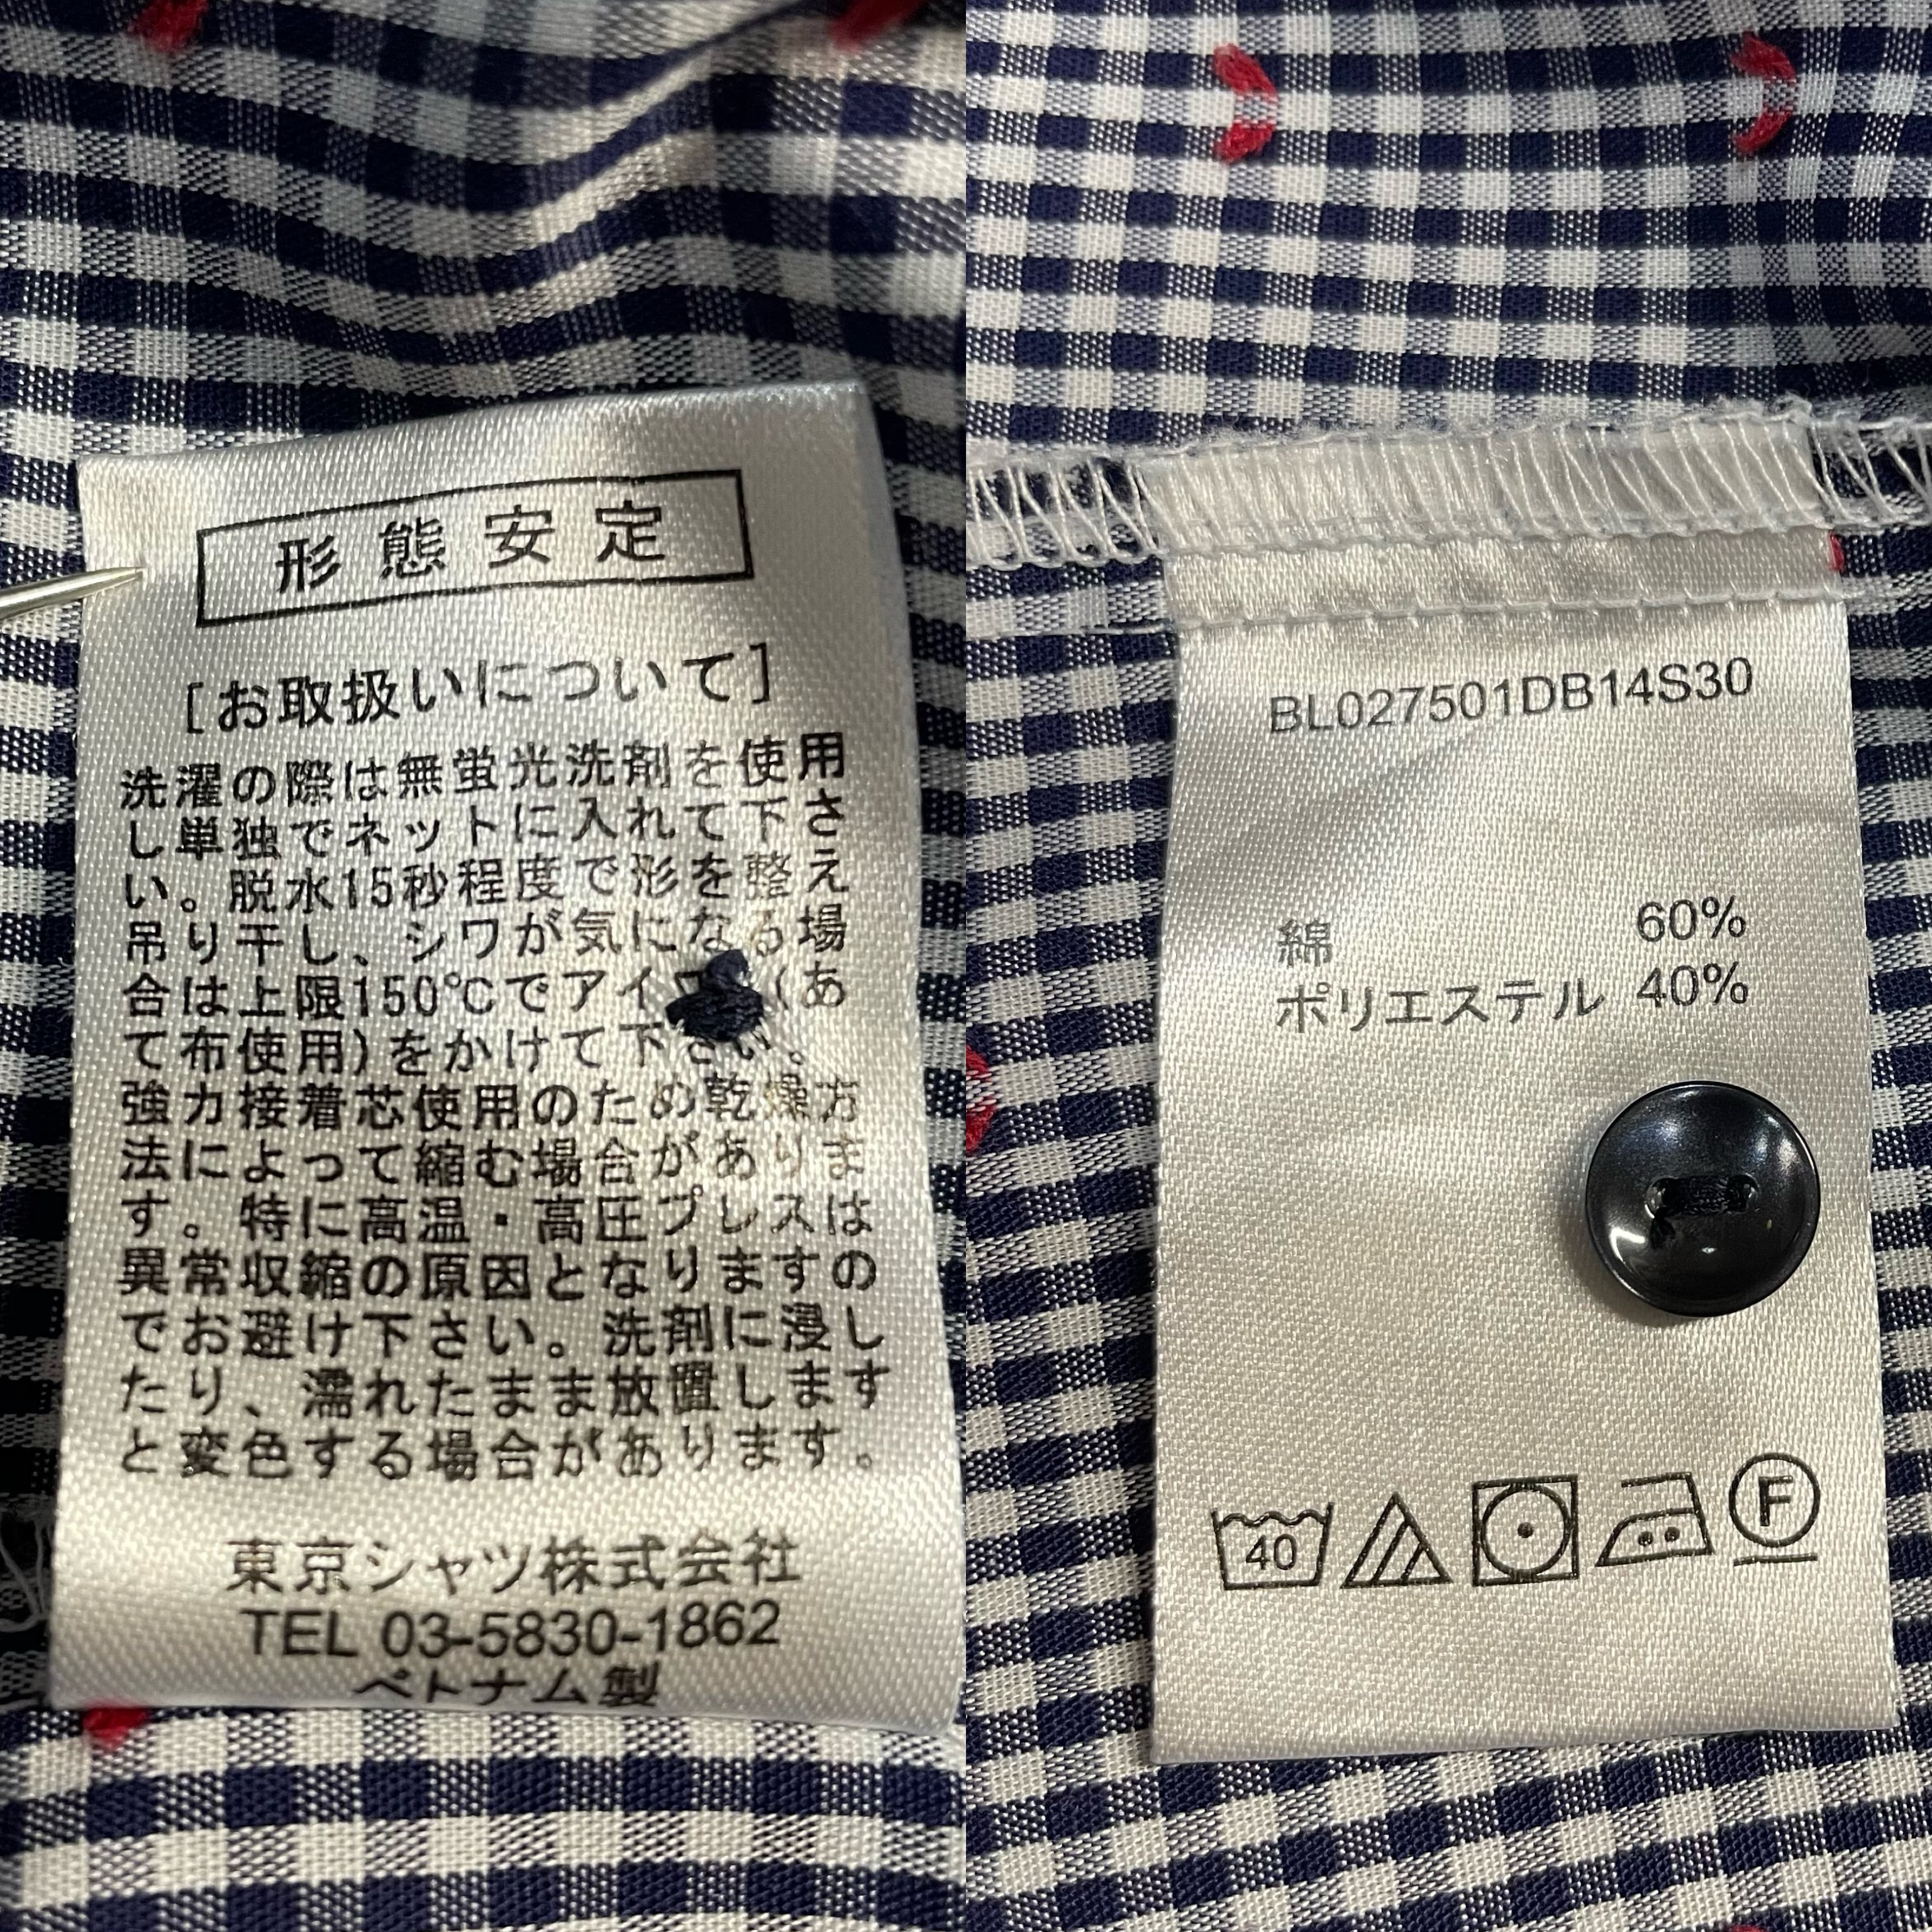 形態安定
[お取扱いについて]
洗濯の際は無蛍光洗剤を使用
し単独でネットに入れて下さ
い。脱水15秒程度で形を整え
吊り干し、シワが気になる場
合は上限150℃でアイロ(あ
て布使用)をかけて下さい。
強力接着芯使用のため乾燥方
法によって縮む場合がありま
す。特に高温・高圧プレスは
異常収縮の原因となりますの
でお避け下さい。洗剤に浸し
たり、濡れたまま放置します
と変色する場合があります。
東京シャツ株式会社
TEL 03-5830-1862
ベトナム製
BL027501DB14S30
綿 60%
ポリエステル 40%
40
F